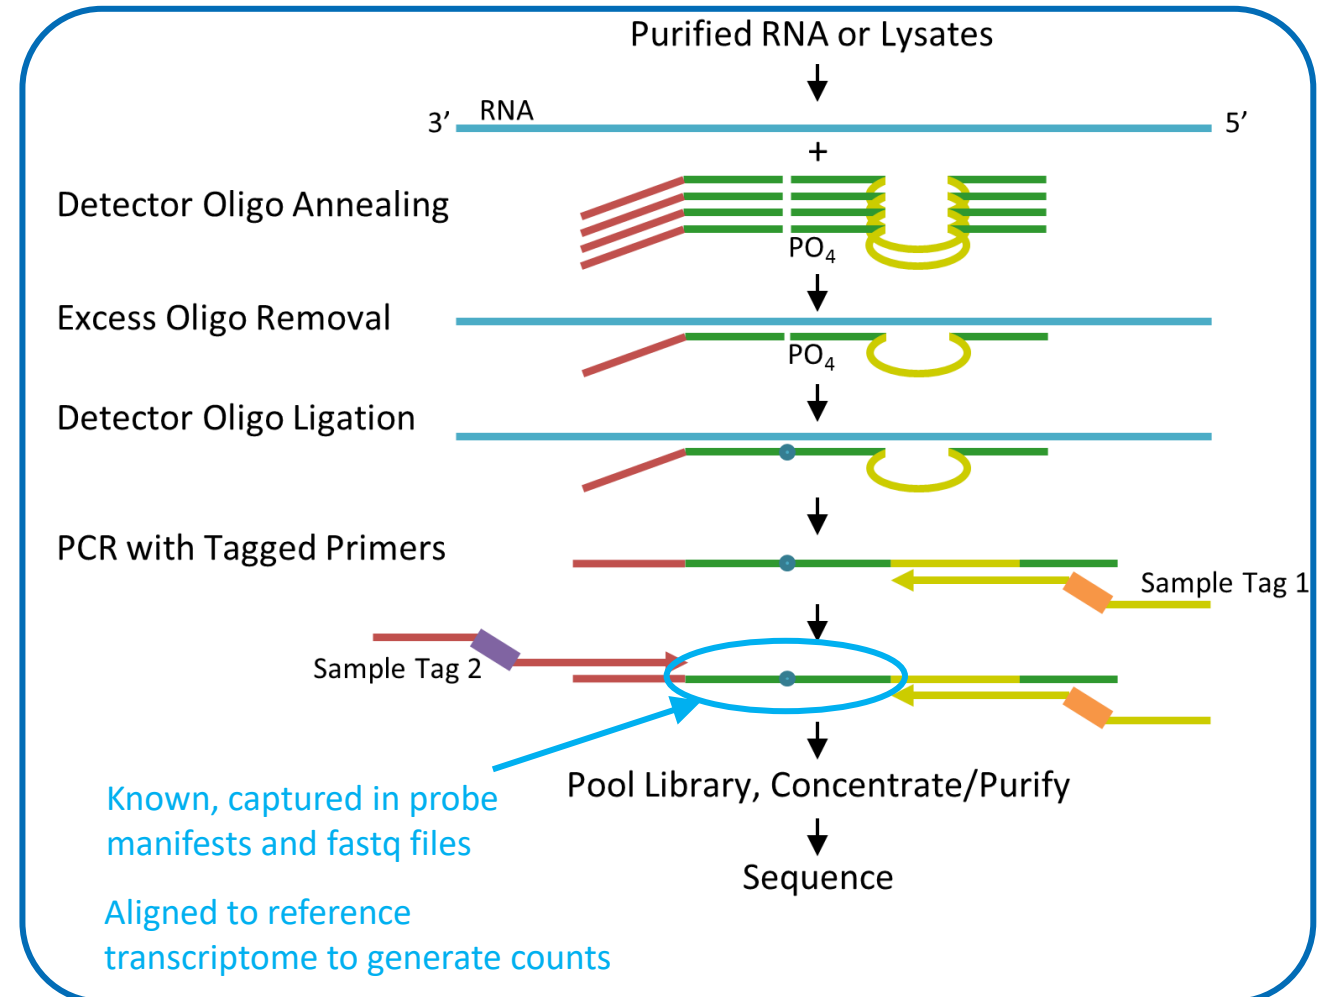 Purified RNA or Lysates
3’ RNA 5’
+
Detector Oligo Annealing
PO4
Excess Oligo Removal
PO4
Detector Oligo Ligation
PCR with Tagged Primers
Sample Tag 1
Sample Tag 2
Pool Library, Concentrate/Purify
Known, captured in probe
manifests and fastq files
Sequence
Aligned to reference
transcriptome to generate counts